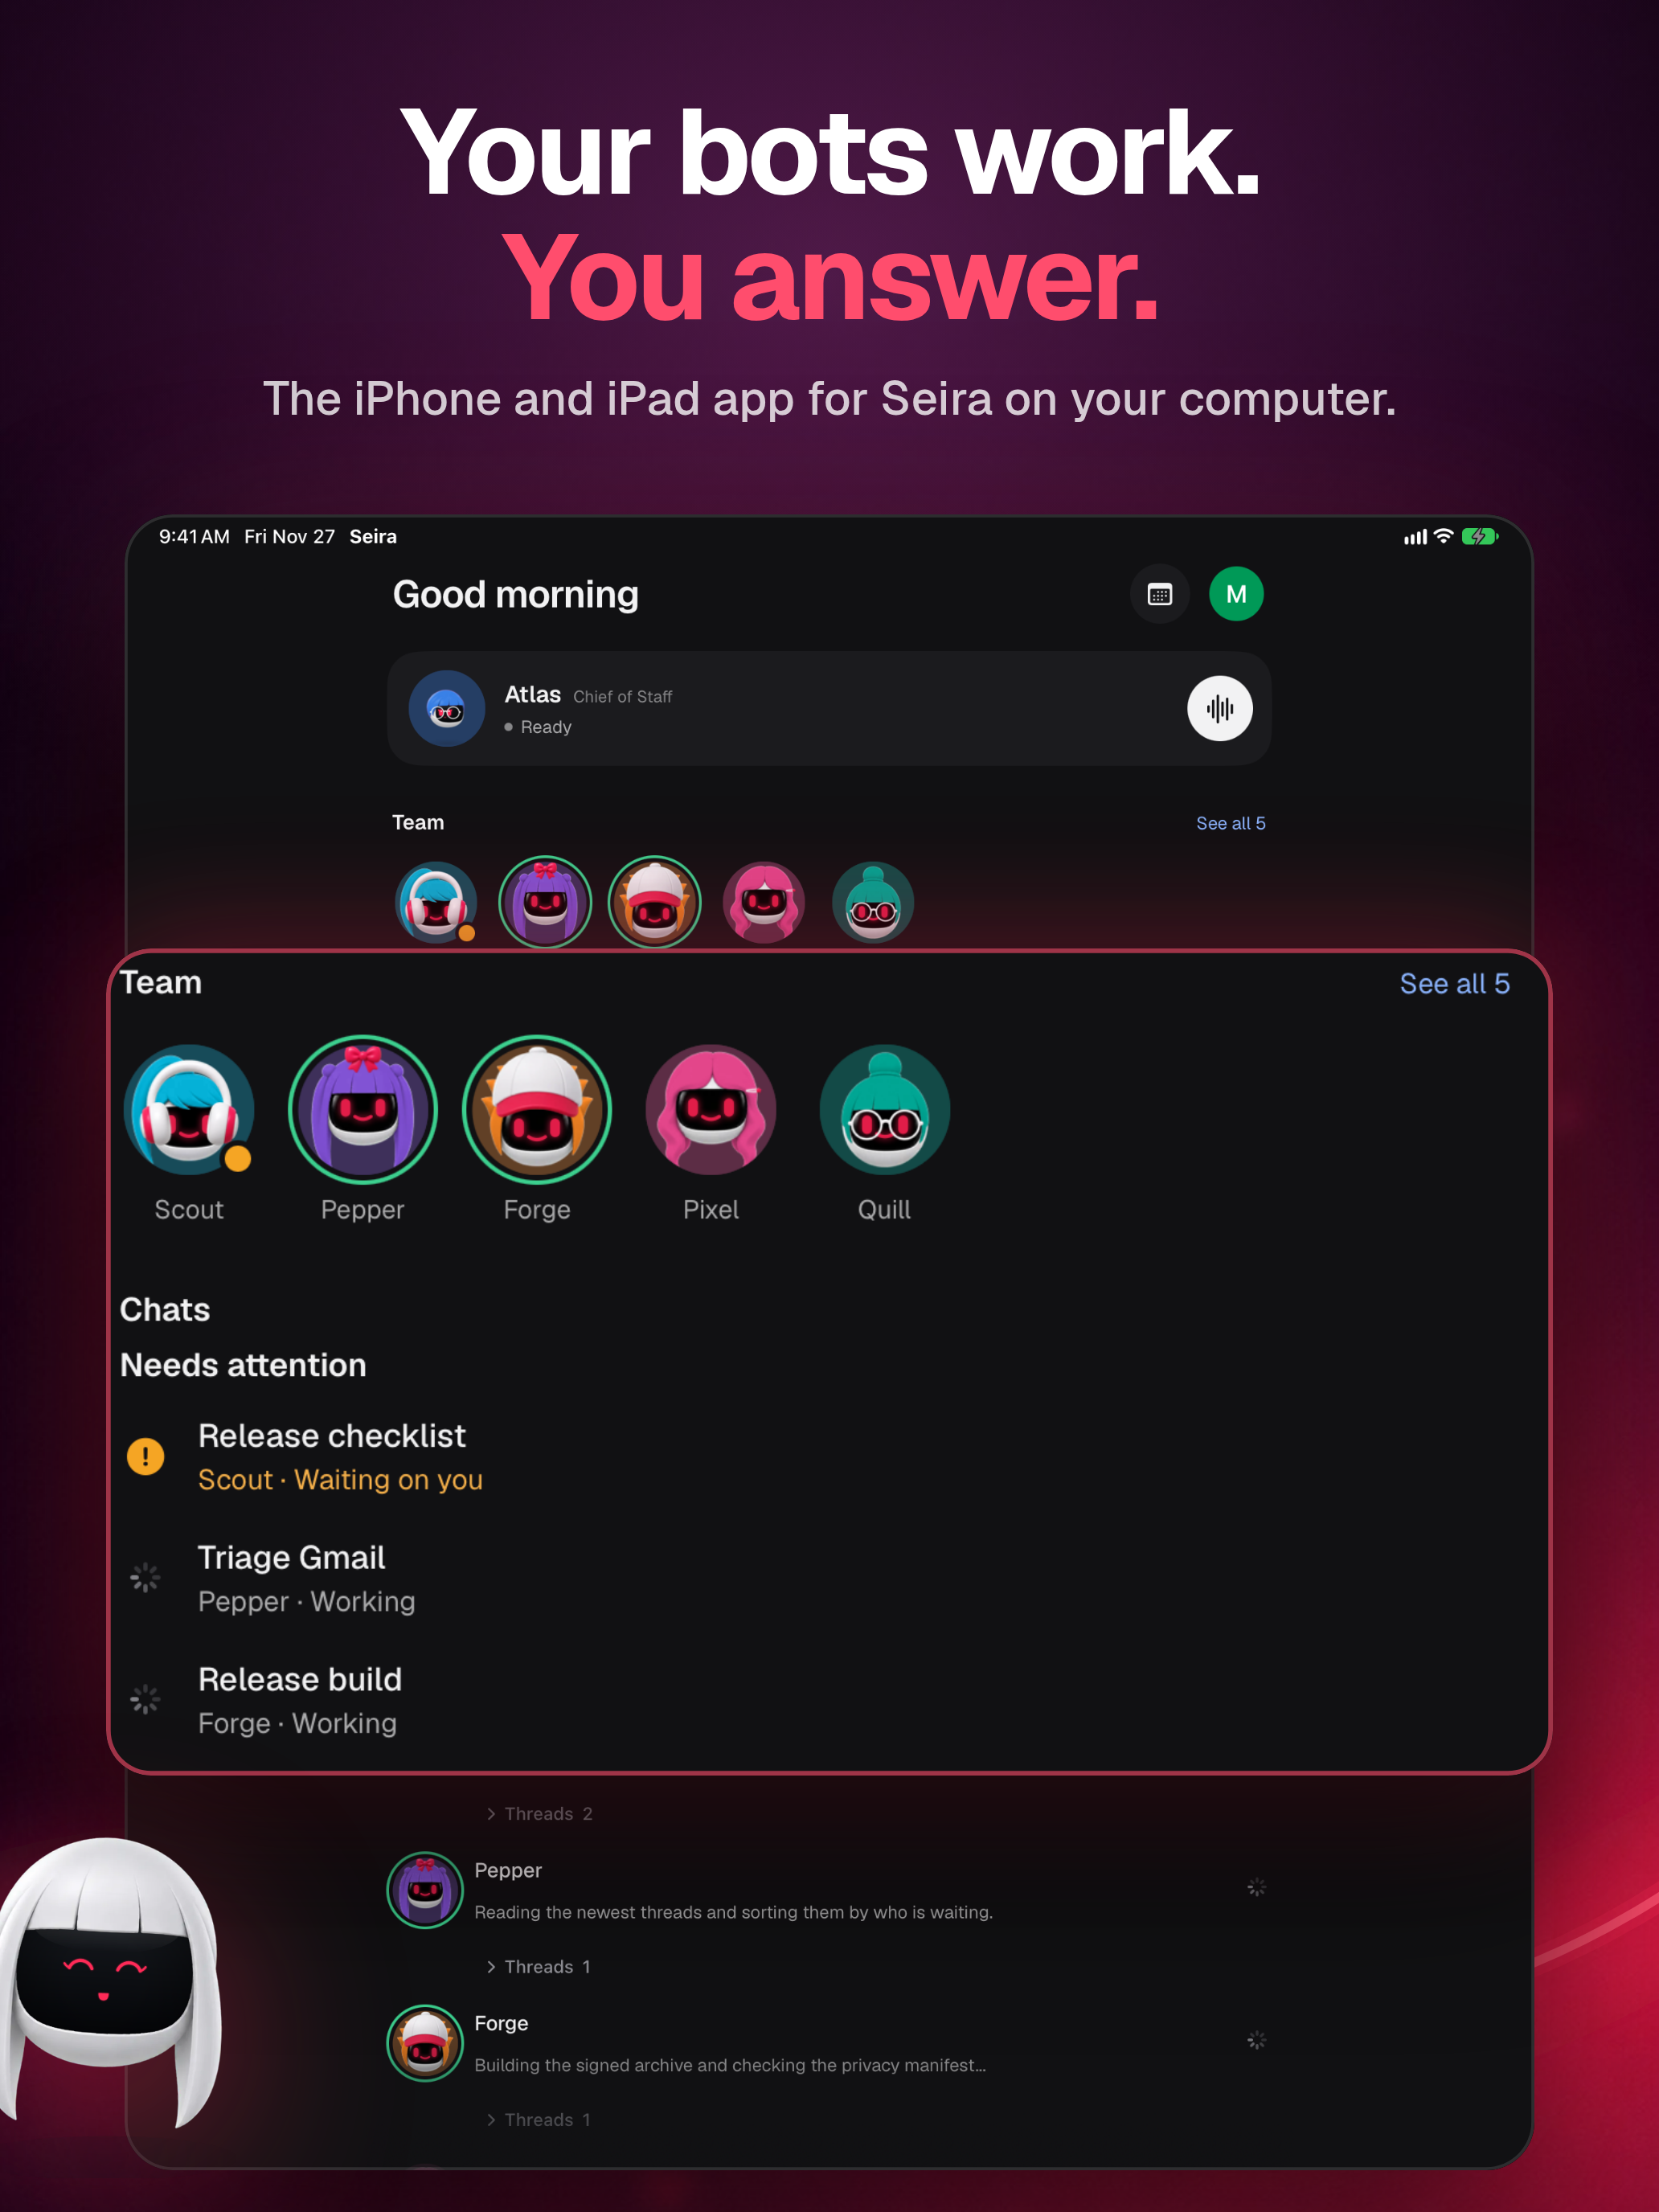 Your bots work.
You answer.
The iPhone and iPad app for Seira on your computer.
9:41 AM Fri Nov 27 Seira
Good morning
M
Atlas Chief of Staff
Ready
Team See all 5
Team See all 5
Scout Pepper Forge Pixel Quill
Chats
Needs attention
Release checklist
Scout · Waiting on you
Triage Gmail
Pepper · Working
Release build
Forge · Working
Threads 2
Pepper
Reading the newest threads and sorting them by who is waiting.
Threads 1
Forge
Building the signed archive and checking the privacy manifest...
Threads 1